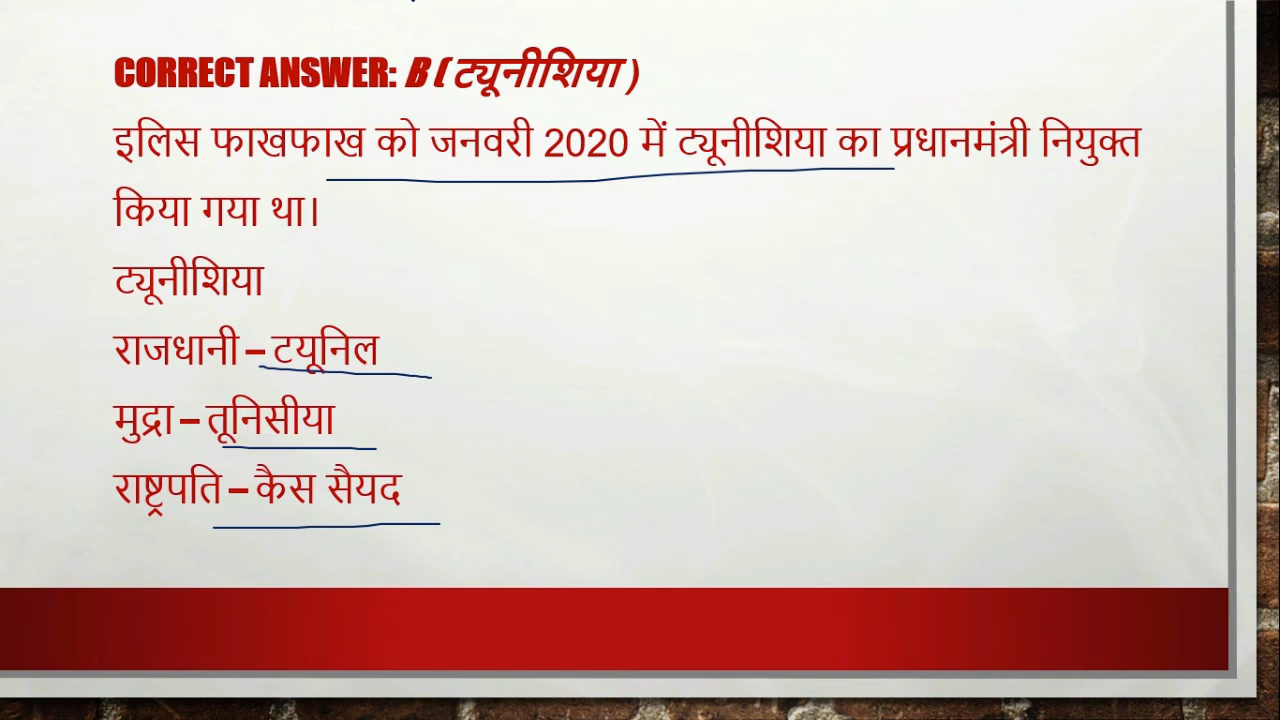 CORRECT ANSWER: B ( ट्यूनीशिया )
इलिस फाखफाख को जनवरी 2020 में ट्यूनीशिया का प्रधानमंत्री नियुक्त
किया गया था।
ट्यूनीशिया
राजधानी – टयूनिल
मुद्रा – तूनिसीया
राष्ट्रपति – कैस सैयद